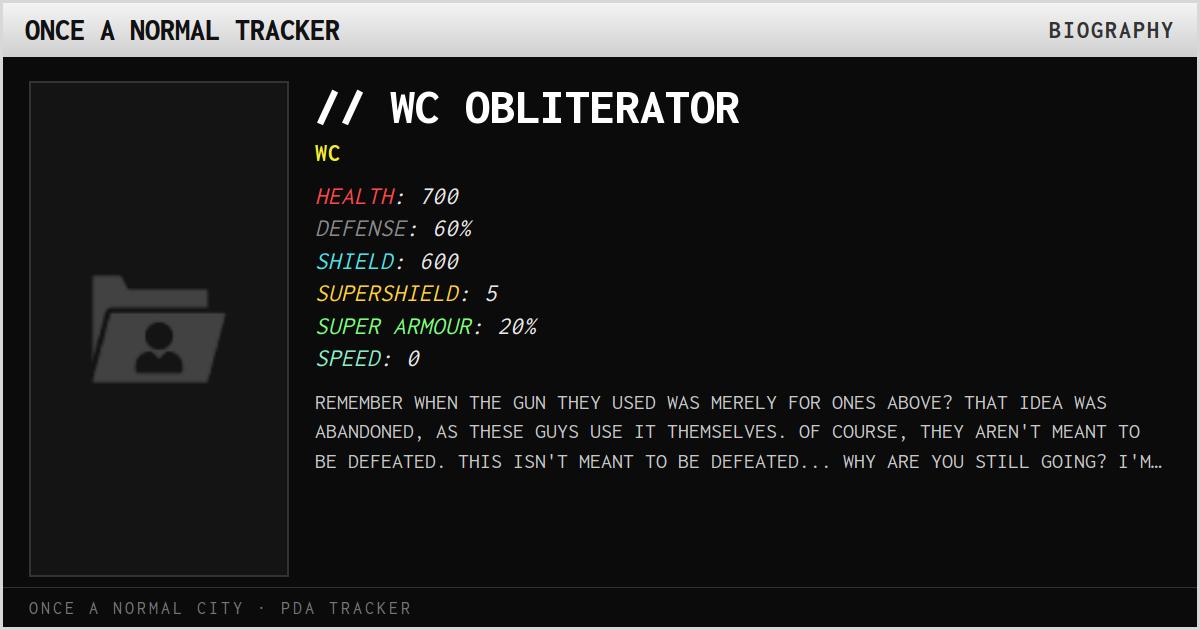 ONCE A NORMAL TRACKER
BIOGRAPHY
// WC OBLITERATOR
WC
HEALTH: 700
DEFENSE: 60%
SHIELD: 600
SUPERSHIELD: 5
SUPER ARMOUR: 20%
SPEED: 0
REMEMBER WHEN THE GUN THEY USED WAS MERELY FOR ONES ABOVE? THAT IDEA WAS
ABANDONED, AS THESE GUYS USE IT THEMSELVES. OF COURSE, THEY AREN'T MEANT TO
BE DEFEATED. THIS ISN'T MEANT TO BE DEFEATED... WHY ARE YOU STILL GOING? I'M…
ONCE A NORMAL CITY · PDA TRACKER